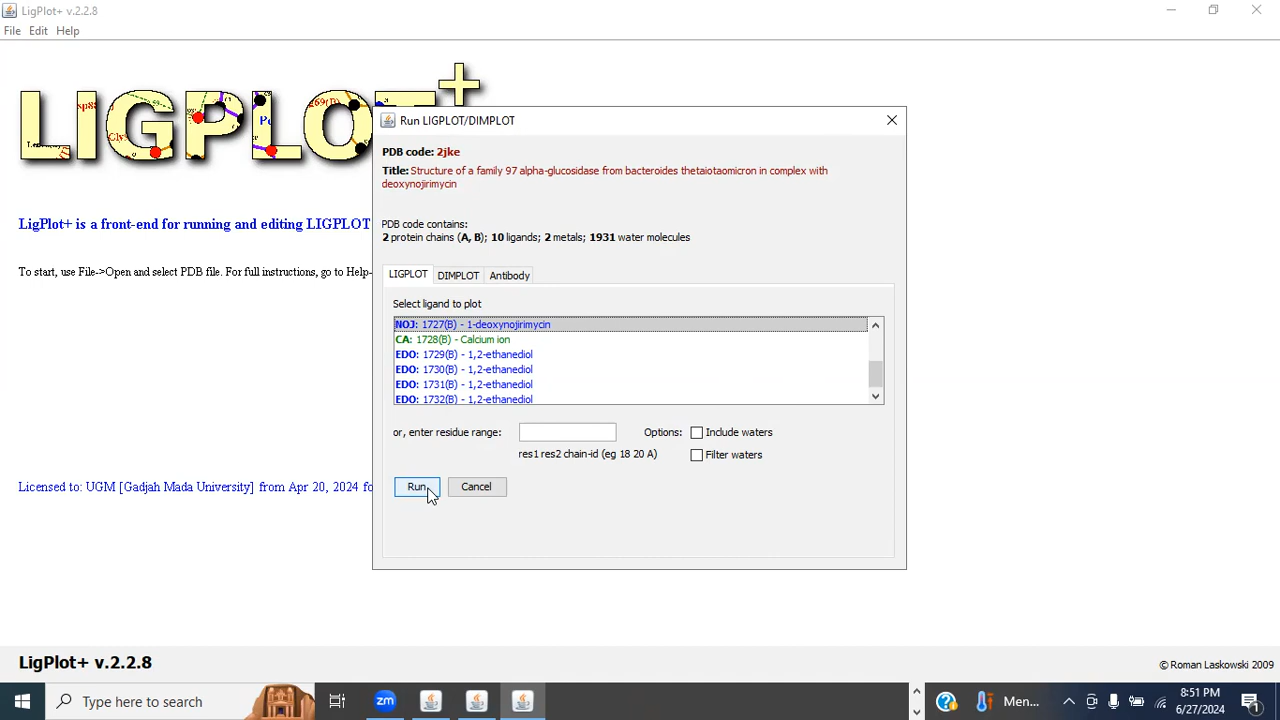 LigPlot+ v.2.2.8
File Edit Help
LIGPLOT+
Run LIGPLOT/DIMPLOT
PDB code: 2jke
Title: Structure of a family 97 alpha-glucosidase from bacteroides thetaiotaomicron in complex with
deoxynojirimycin
LigPlot+ is a front-end for running and editing LIGPLOT
PDB code contains:
2 protein chains (A, B); 10 ligands; 2 metals; 1931 water molecules
To start, use File->Open and select PDB file. For full instructions, go to Help-
LIGPLOT DIMPLOT Antibody
Select ligand to plot
NOJ: 1727(B) - 1-deoxynojirimycin
CA: 1728(B) - Calcium ion
EDO: 1729(B) - 1,2-ethanediol
EDO: 1730(B) - 1,2-ethanediol
EDO: 1731(B) - 1,2-ethanediol
EDO: 1732(B) - 1,2-ethanediol
or, enter residue range: Options: Include waters
res1 res2 chain-id (eg 18 20 A) Filter waters
Run Cancel
Licensed to: UGM [Gadjah Mada University] from Apr 20, 2024 fo
LigPlot+ v.2.2.8
© Roman Laskowski 2009
Type here to search
zm
Men...
8:51 PM
6/27/2024
1